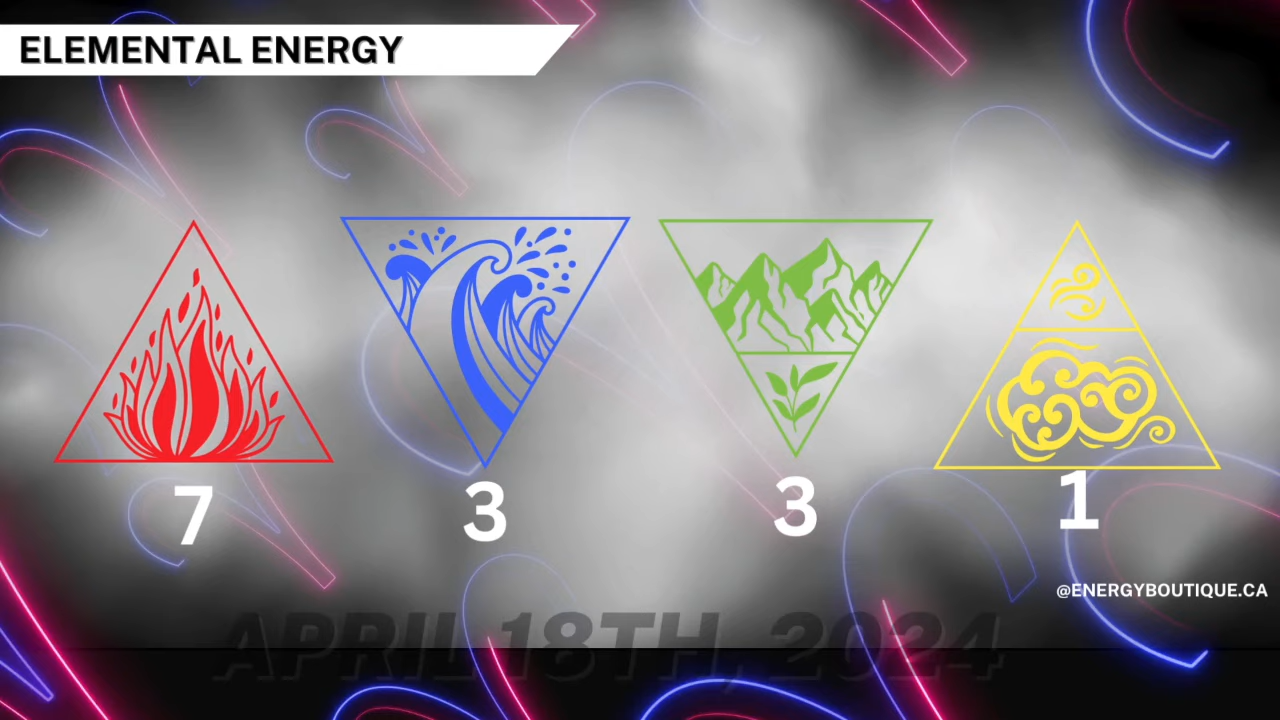 ELEMENTAL ENERGY
7 3 3 1
@ENERGYBOUTIQUE.CA
APRIL 18TH, 2024